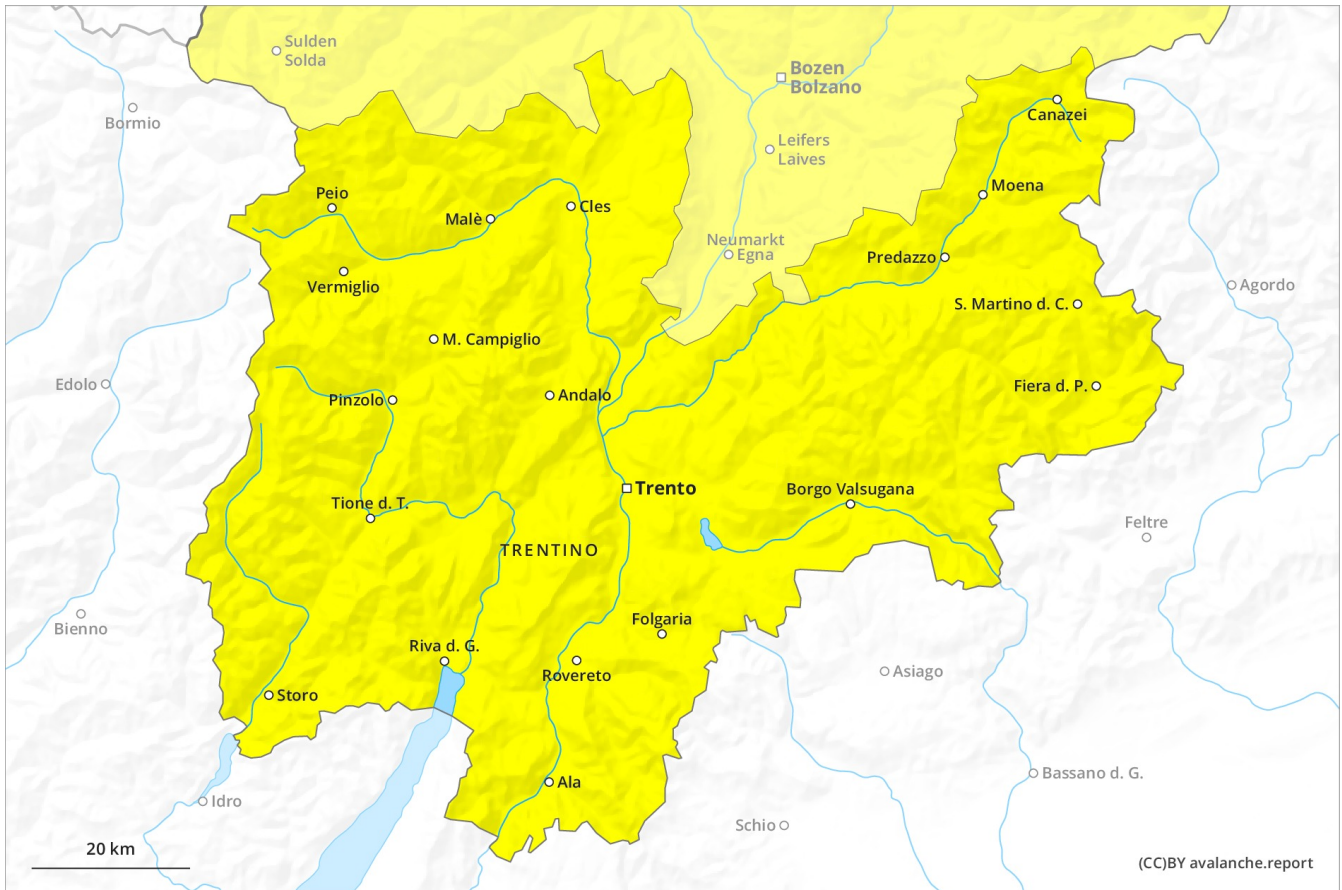 Sulden
Solda
Bozen
Bolzano
Bormio
Canazei
Leifers
Laives
Peio
Moena
Malè
Cles
Neumarkt
Egna
Predazzo
Vermiglio
Agordo
S. Martino d. C.
M. Campiglio
Edolo
Fiera d. P.
Pinzolo
Andalo
Trento
Borgo Valsugana
Tione d. T.
Feltre
TRENTINO
Bienno
Folgaria
Riva d. G.
Rovereto
Asiago
Storo
Bassano d. G.
Ala
Idro
Schio
20 km
(CC)BY avalanche.report